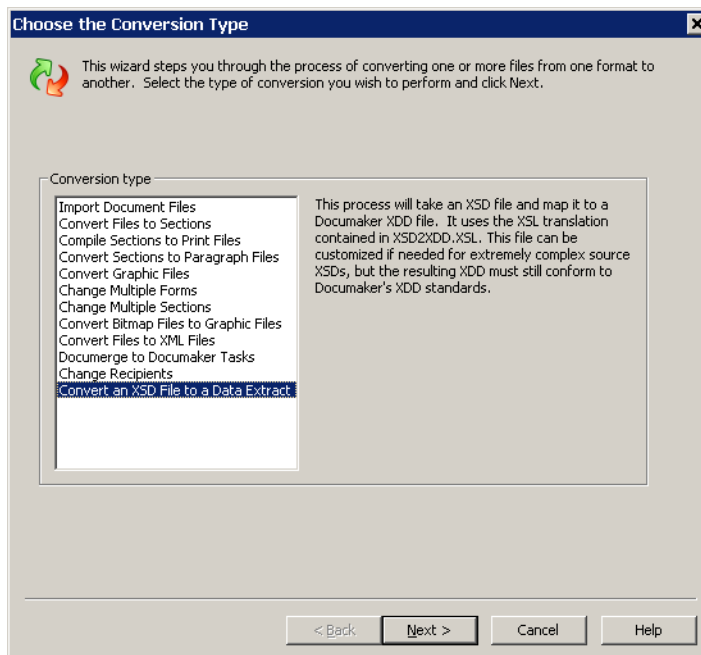 Choose the Conversion Type
This wizard steps you through the process of converting one or more files from one format to
another. Select the type of conversion you wish to perform and click Next.
Conversion type
Import Document Files
Convert Files to Sections
Compile Sections to Print Files
Convert Sections to Paragraph Files
Convert Graphic Files
Change Multiple Forms
Change Multiple Sections
Convert Bitmap Files to Graphic Files
Convert Files to XML Files
Documerge to Documaker Tasks
Change Recipients
Convert an XSD File to a Data Extract
This process will take an XSD file and map it to a
Documaker XDD file. It uses the XSL translation
contained in XSD2XDD.XSL. This file can be
customized if needed for extremely complex source
XSDs, but the resulting XDD must still conform to
Documaker's XDD standards.
< Back
Next >
Cancel
Help